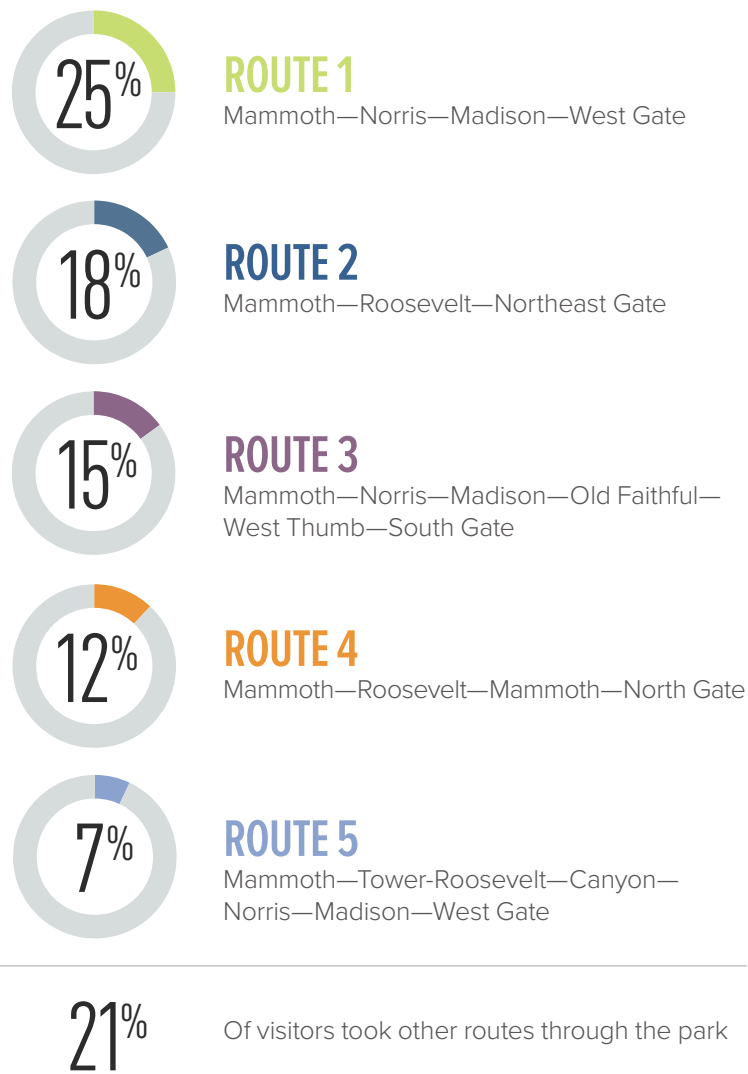 25%
ROUTE 1
Mammoth—Norris—Madison—West Gate
18%
ROUTE 2
Mammoth—Roosevelt—Northeast Gate
15%
ROUTE 3
Mammoth—Norris—Madison—Old Faithful—
West Thumb—South Gate
12%
ROUTE 4
Mammoth—Roosevelt—Mammoth—North Gate
7%
ROUTE 5
Mammoth—Tower-Roosevelt—Canyon—
Norris—Madison—West Gate
21%
Of visitors took other routes through the park